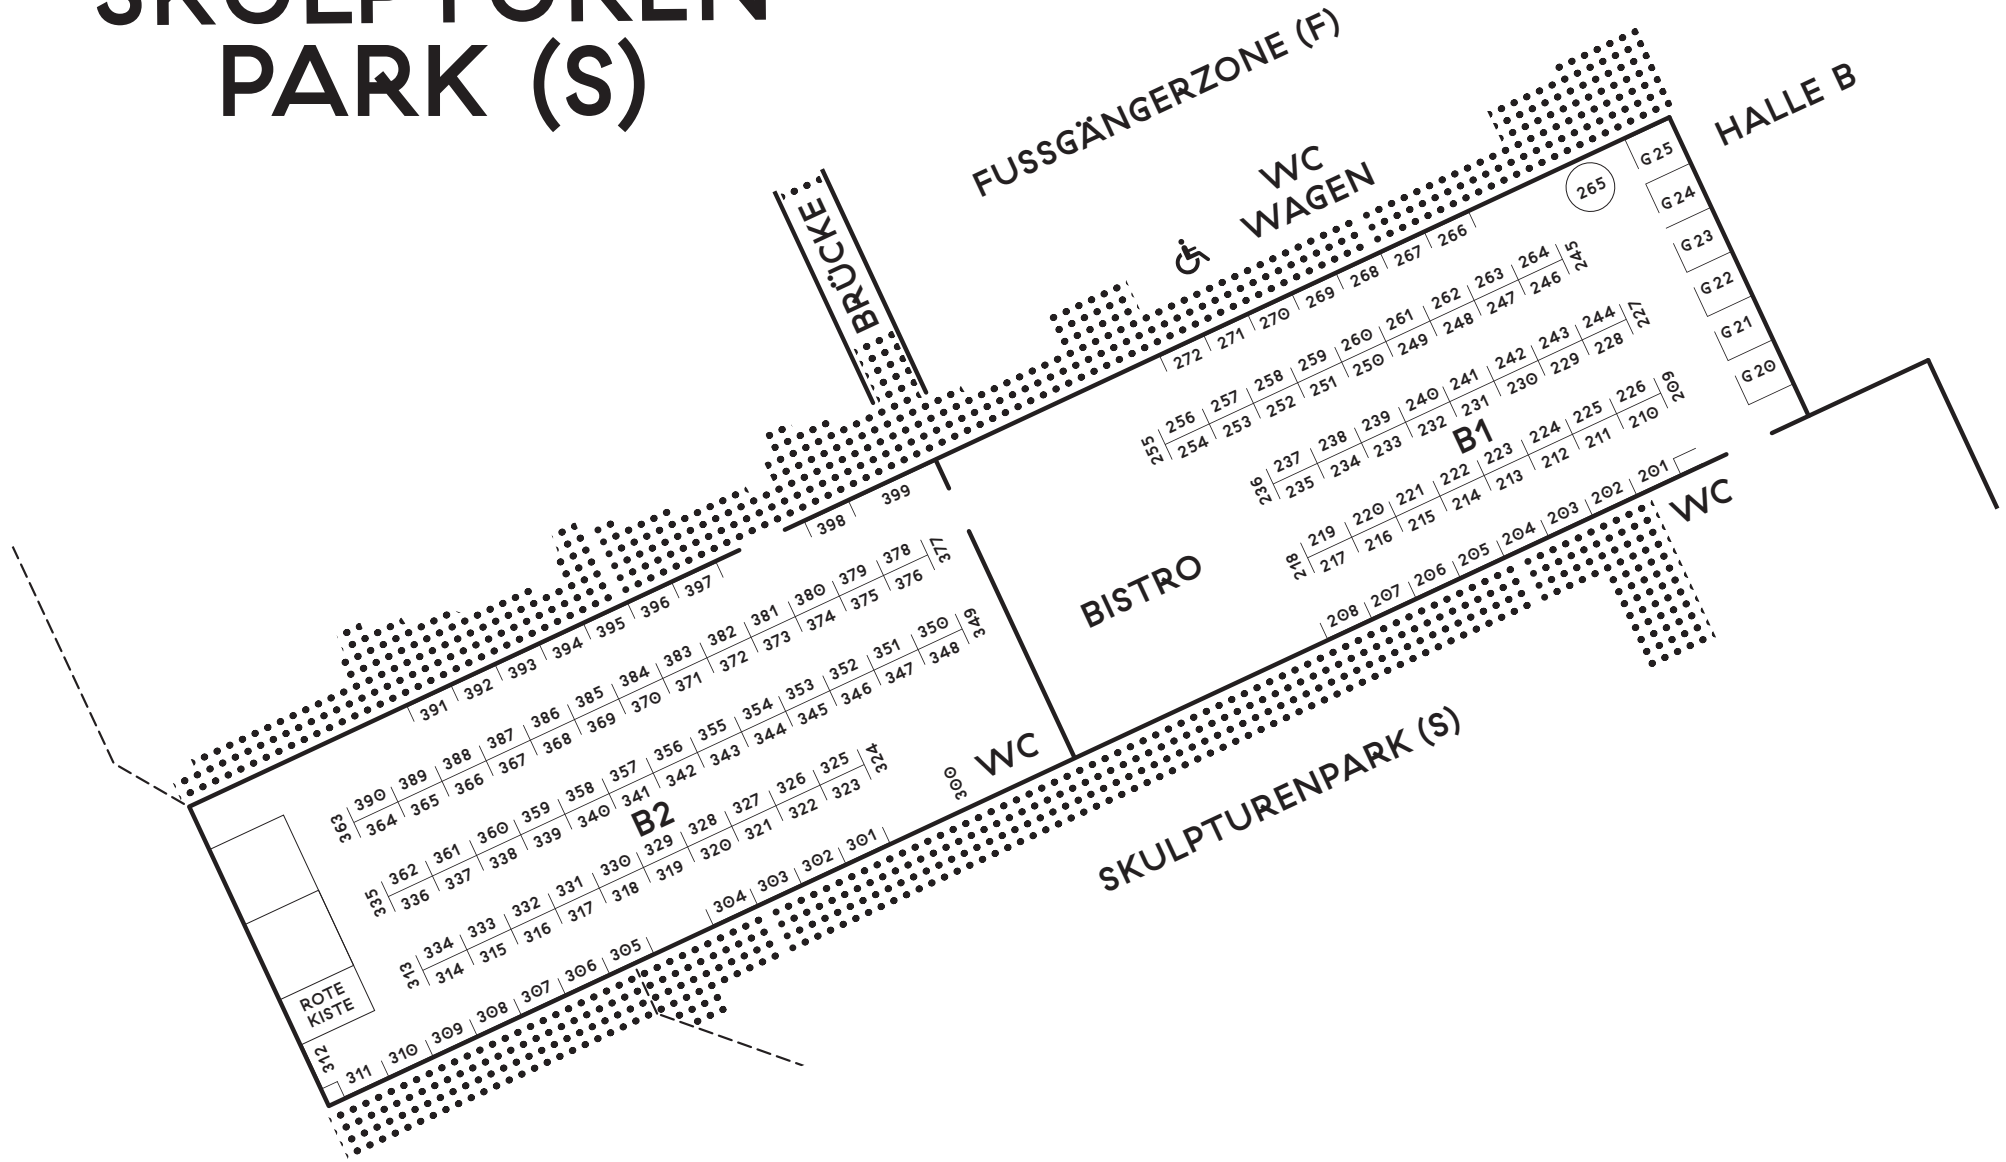 SKULPTUREN
PARK (S)
FUSSGÄNGERZONE (F)
HALLE B
WC
WAGEN
BRÜCKE
G 25
G 24
G 23
G 22
G 21
G 20
265
272 271 270 269 268 267 266
255 256 257 258 259 260 261 262 263 264 245
254 253 252 251 250 249 248 247 246
236 237 238 239 240 241 242 243 244 227
235 234 233 232 231 230 229 228
B1
218 219 220 221 222 223 224 225 226 209
217 216 215 214 213 212 211 210
208 207 206 205 204 203 202 201
WC
BISTRO
398 399
391 392 393 394 395 396 397
363 390 389 388 387 386 385 384 383 382 381 380 379 378 377
364 365 366 367 368 369 370 371 372 373 374 375 376
335 362 361 360 359 358 357 356 355 354 353 352 351 350 349
336 337 338 339 340 341 342 343 344 345 346 347 348
B2
313 334 333 332 331 330 329 328 327 326 325 324
314 315 316 317 318 319 320 321 322 323
300
WC
304 303 302 301
311 310 309 308 307 306 305
312
ROTE
KISTE
SKULPTURENPARK (S)